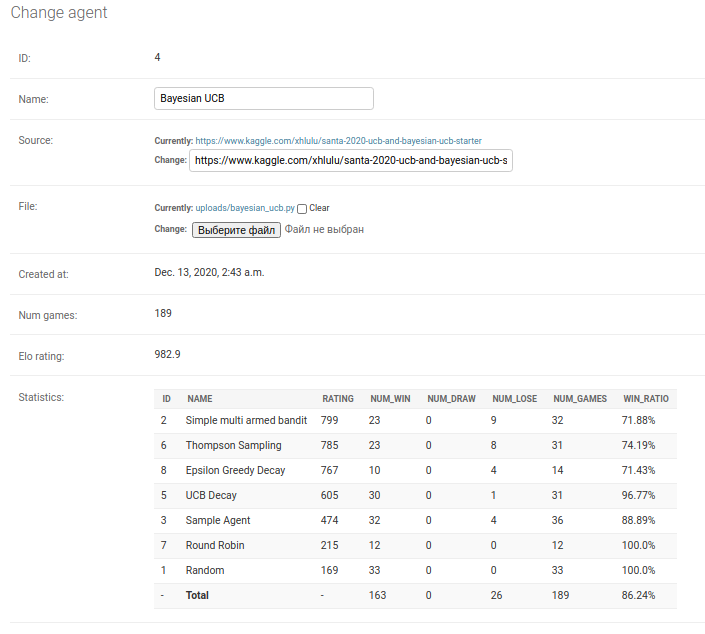 Change agent
ID: 4
Name: Bayesian UCB
Source: Currently: https://www.kaggle.com/xhlulu/santa-2020-ucb-and-bayesian-ucb-starter
Change: https://www.kaggle.com/xhlulu/santa-2020-ucb-and-bayesian-ucb-s
File: Currently: uploads/bayesian_ucb.py Clear
Change: Выберите файл Файл не выбран
Created at: Dec. 13, 2020, 2:43 a.m.
Num games: 189
Elo rating: 982.9
Statistics:
ID NAME RATING NUM_WIN NUM_DRAW NUM_LOSE NUM_GAMES WIN_RATIO
2 Simple multi armed bandit 799 23 0 9 32 71.88%
6 Thompson Sampling 785 23 0 8 31 74.19%
8 Epsilon Greedy Decay 767 10 0 4 14 71.43%
5 UCB Decay 605 30 0 1 31 96.77%
3 Sample Agent 474 32 0 4 36 88.89%
7 Round Robin 215 12 0 0 12 100.0%
1 Random 169 33 0 0 33 100.0%
- Total - 163 0 26 189 86.24%